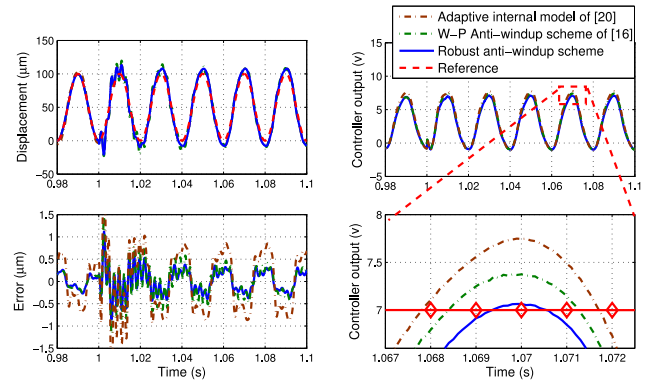 Adaptive internal model of [20]
W−P Anti−windup scheme of [16]
Robust anti−windup scheme
Reference
Displacement (µm)
150
100
50
0
−50
0.98 1 1.02 1.04 1.06 1.08 1.1
Controller output (v)
15
10
5
0
−5
0.98 1 1.02 1.04 1.06 1.08 1.1
Error (µm)
1.5
1
0.5
0
−0.5
−1
−1.5
0.98 1 1.02 1.04 1.06 1.08 1.1
Time (s)
Controller output (v)
8
7.5
7
1.067 1.068 1.069 1.07 1.071 1.072
Time (s)